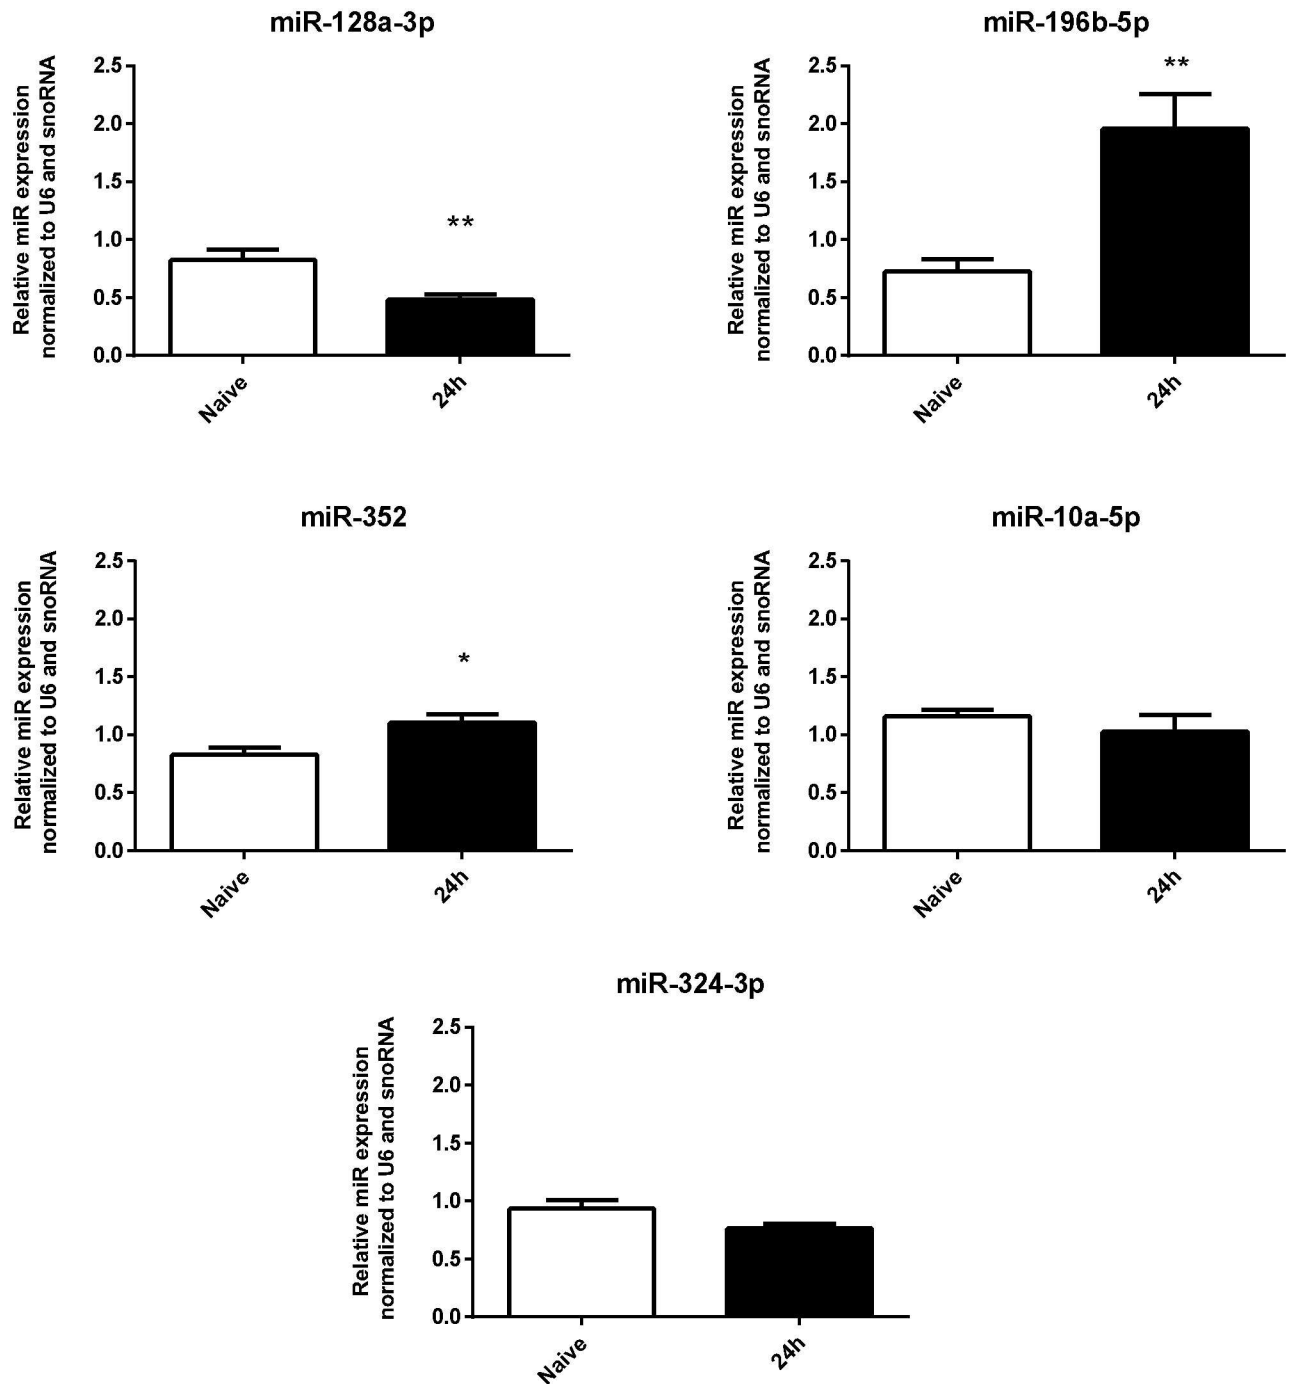 miR-128a-3p
Relative miR expression
normalized to U6 and snoRNA
2.5
2.0
1.5
1.0
0.5
0.0
**
Naive
24h
miR-196b-5p
Relative miR expression
normalized to U6 and snoRNA
2.5
2.0
1.5
1.0
0.5
0.0
**
Naive
24h
miR-352
Relative miR expression
normalized to U6 and snoRNA
2.5
2.0
1.5
1.0
0.5
0.0
*
Naive
24h
miR-10a-5p
Relative miR expression
normalized to U6 and snoRNA
2.5
2.0
1.5
1.0
0.5
0.0
Naive
24h
miR-324-3p
Relative miR expression
normalized to U6 and snoRNA
2.5
2.0
1.5
1.0
0.5
0.0
Naive
24h